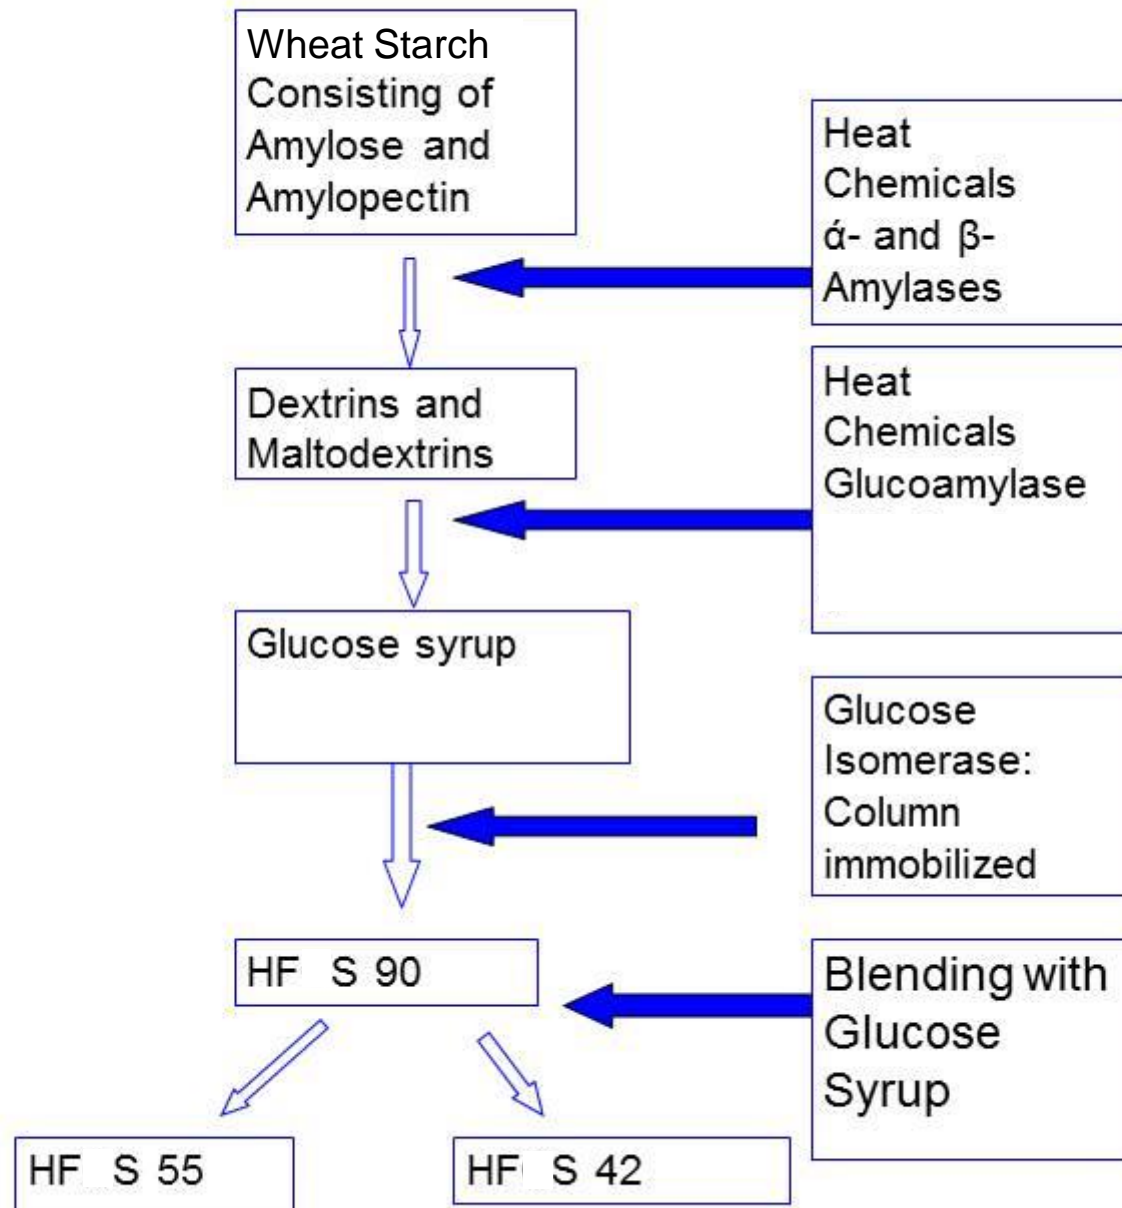 Wheat Starch
Consisting of
Amylose and
Amylopectin
Heat
Chemicals
ά- and β-
Amylases
Dextrins and
Maltodextrins
Heat
Chemicals
Glucoamylase
Glucose syrup
Glucose
Isomerase:
Column
immobilized
HF S 90
Blending with
Glucose
Syrup
HF S 55
HF S 42